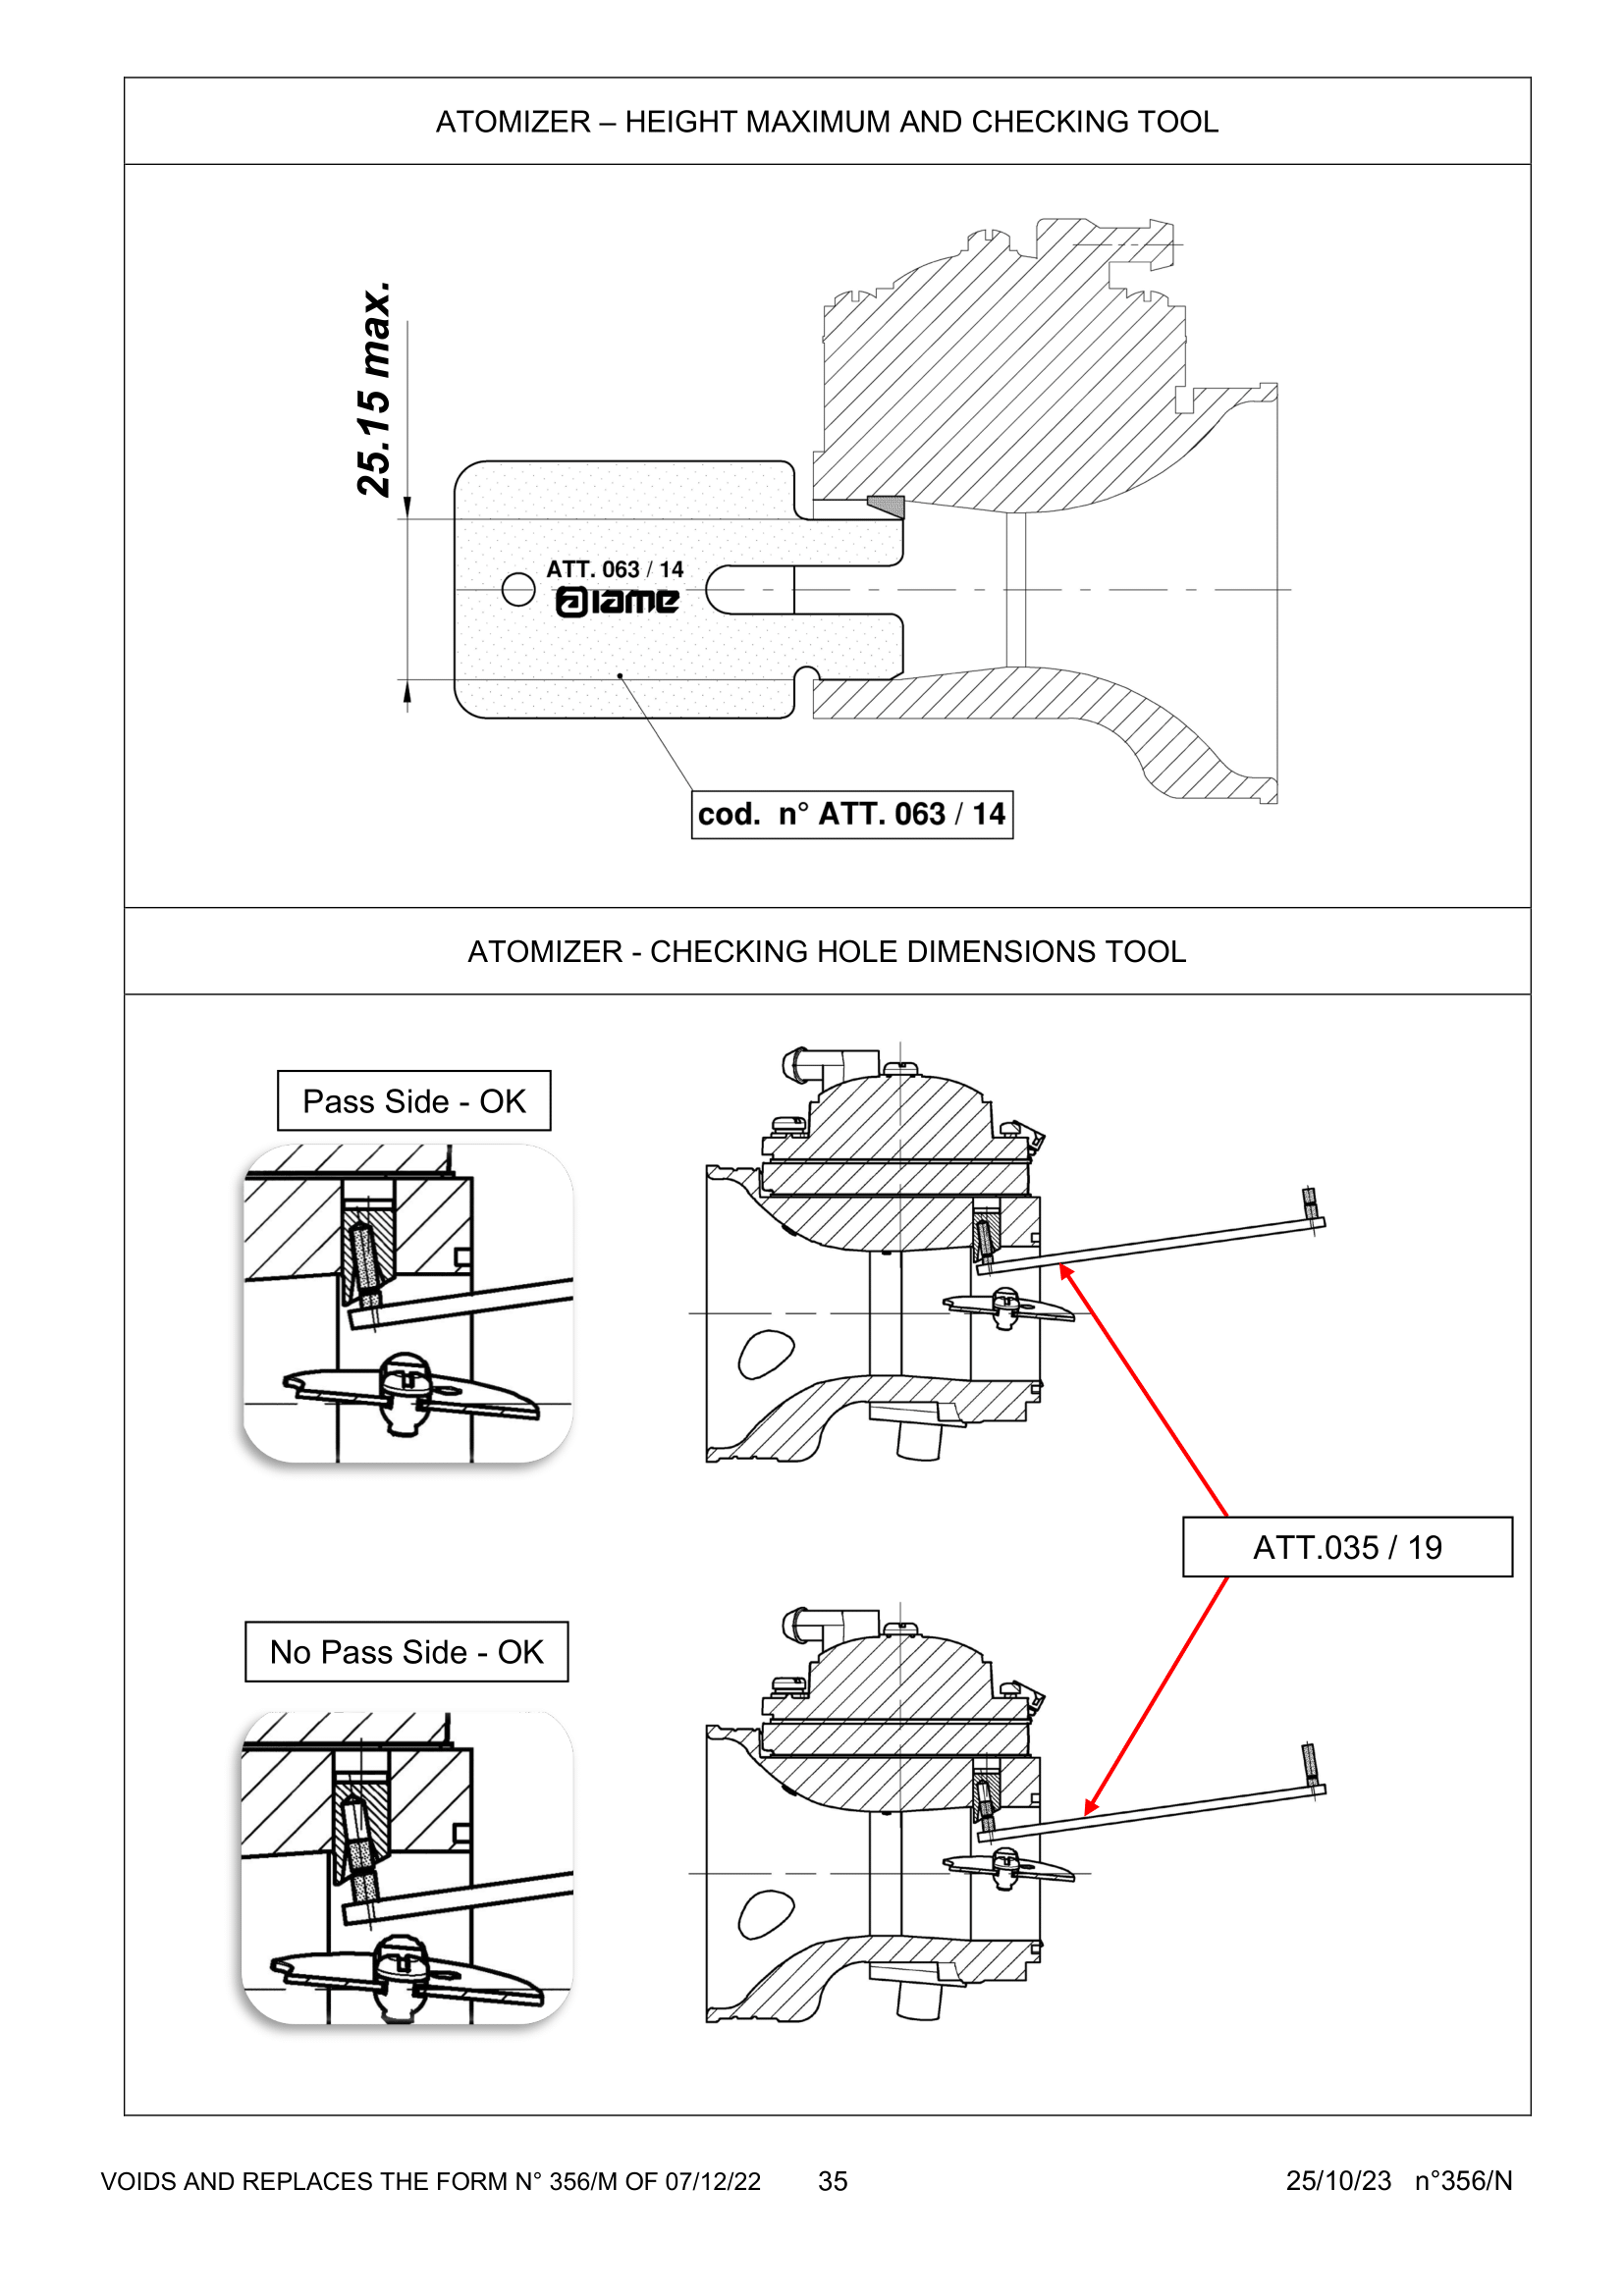 ATOMIZER – HEIGHT MAXIMUM AND CHECKING TOOL
25.15 max.
ATT. 063 / 14
iame
cod. n° ATT. 063 / 14
ATOMIZER - CHECKING HOLE DIMENSIONS TOOL
Pass Side - OK
ATT.035 / 19
No Pass Side - OK
VOIDS AND REPLACES THE FORM N° 356/M OF 07/12/22 35 25/10/23 n°356/N